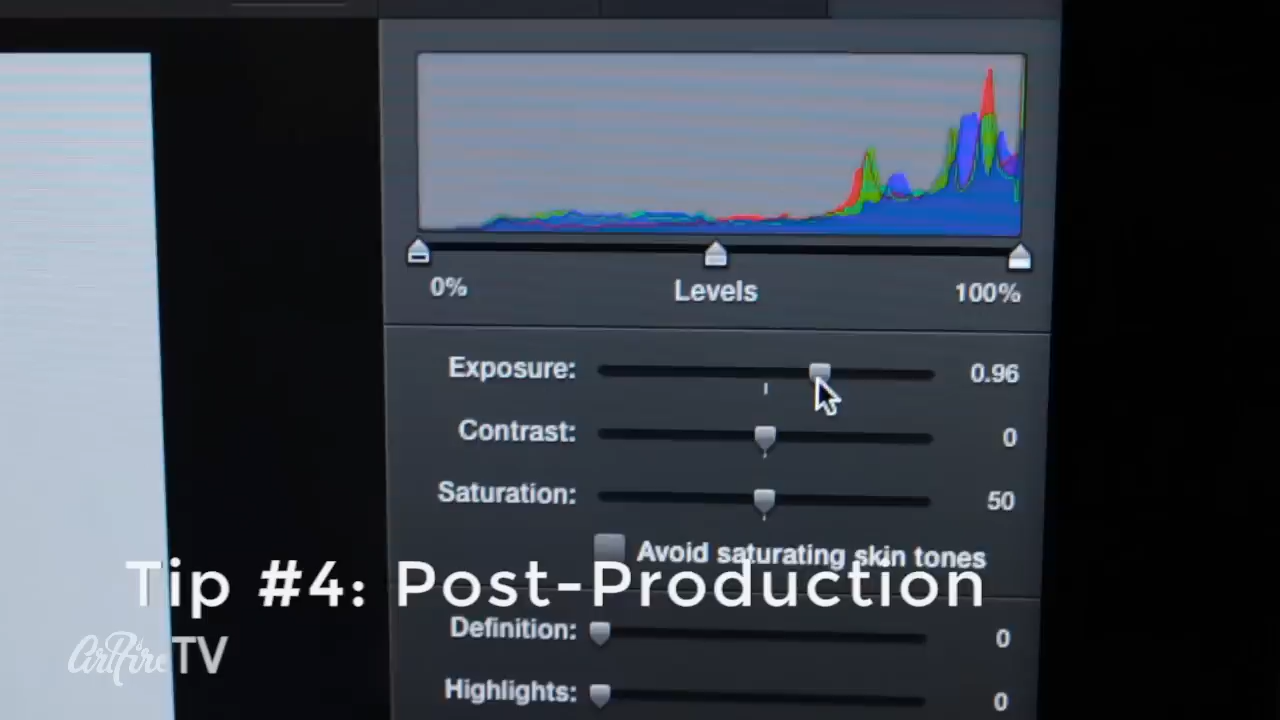 0% Levels 100%
Exposure: 0.96
Contrast: 0
Saturation: 50
Avoid saturating skin tones
Tip #4: Post-Production
Definition: 0
ArtFire TV
Highlights: 0